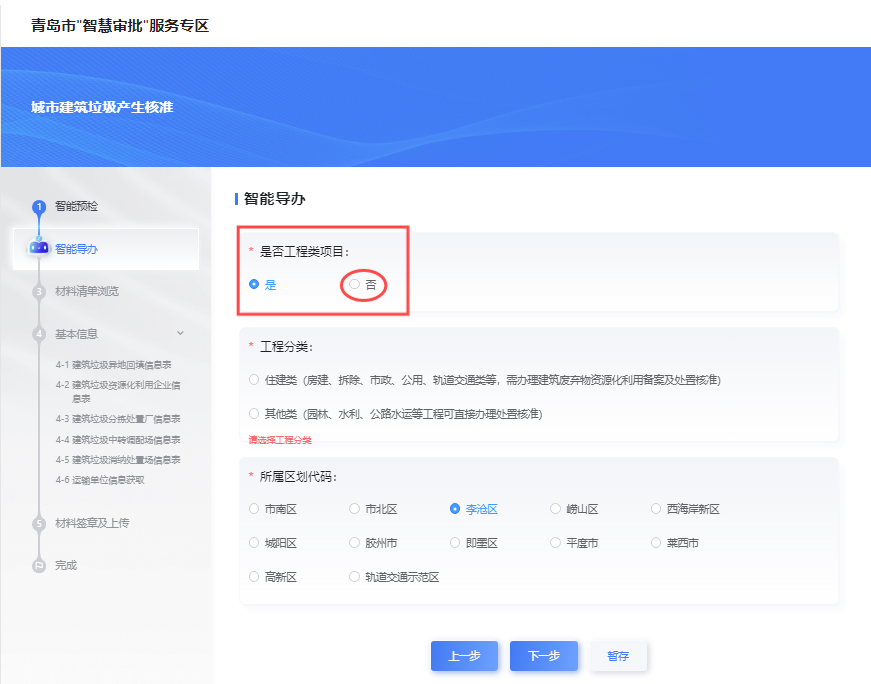 青岛市"智慧审批"服务专区
城市建筑垃圾产生核准
1 智能预检
智能导办
3 材料清单浏览
4 基本信息
4-1 建筑垃圾异地回填信息表
4-2 建筑垃圾资源化利用企业信
息表
4-3 建筑垃圾分拣处置厂信息表
4-4 建筑垃圾中转调配场信息表
4-5 建筑垃圾消纳处置场信息表
4-6 运输单位信息获取
5 材料签章及上传
完成
智能导办
* 是否工程类项目：
是 否
* 工程分类：
住建类（房建、拆除、市政、公用、轨道交通类等，需办理建筑废弃物资源化利用备案及处置核准）
其他类（园林、水利、公路水运等工程可直接办理处置核准）
请选择工程分类
* 所属区划代码：
市南区 市北区 李沧区 崂山区 西海岸新区
城阳区 胶州市 即墨区 平度市 莱西市
高新区 轨道交通示范区
上一步 下一步 暂存